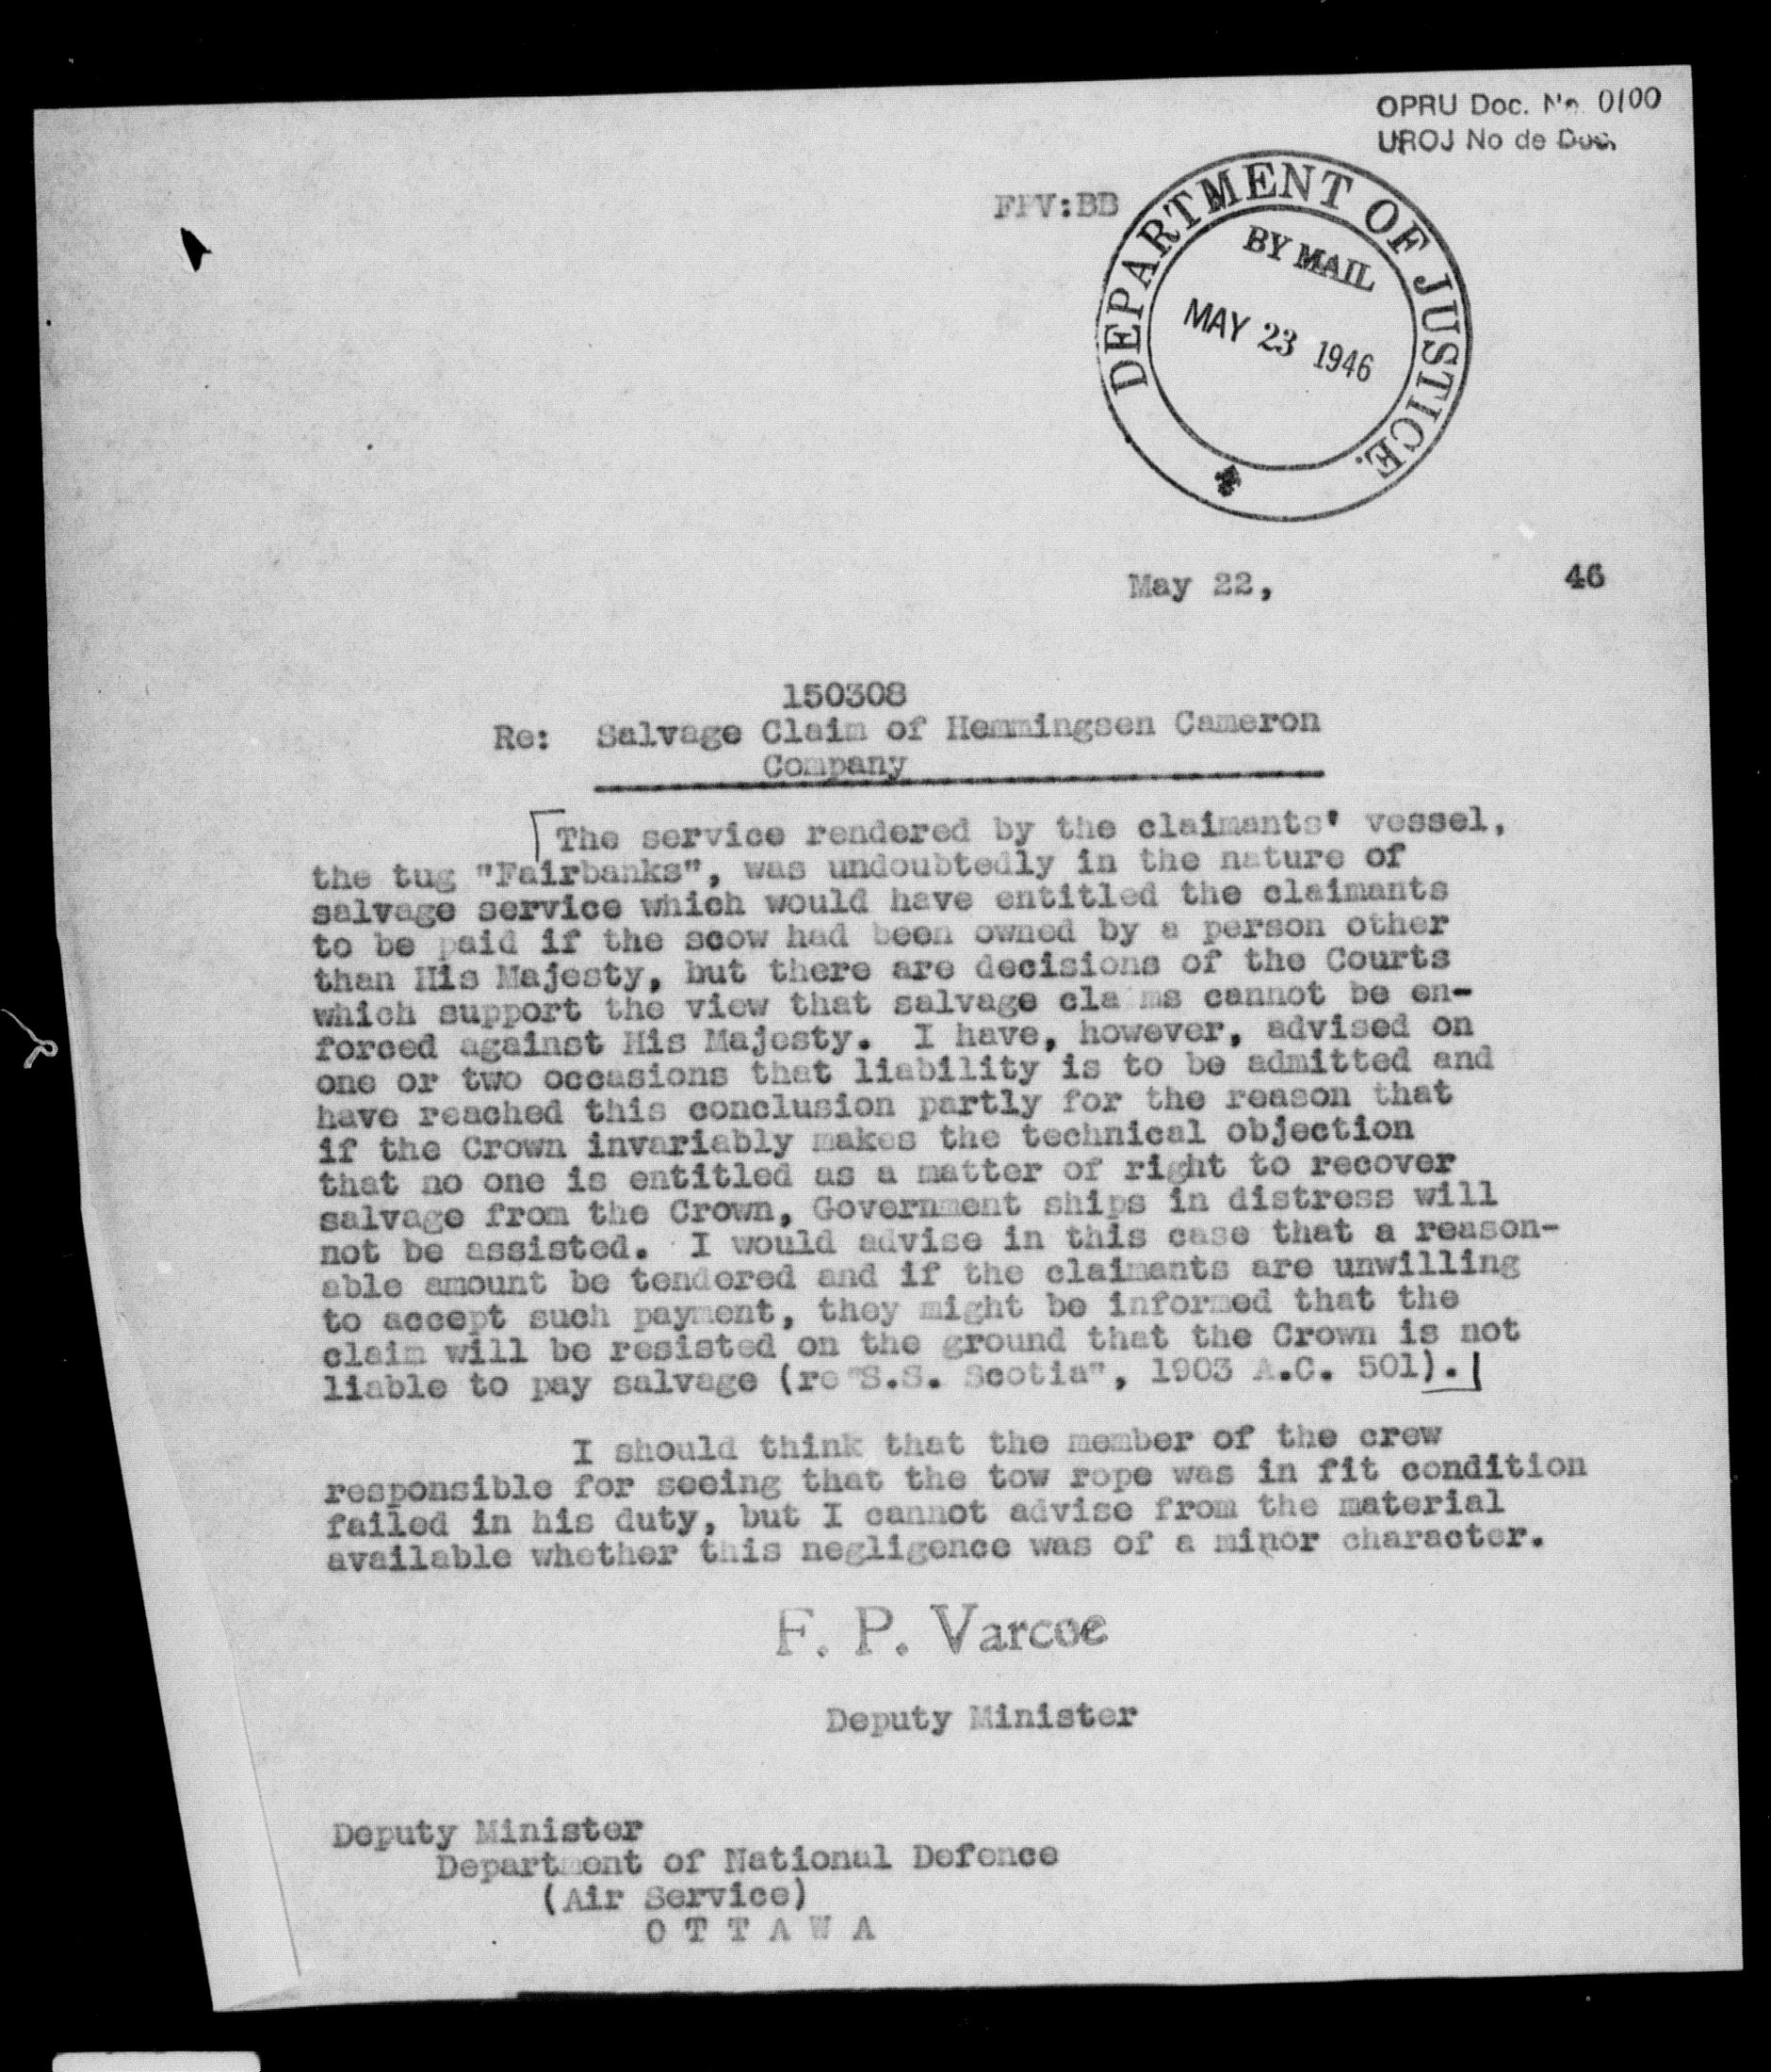 OPRU Doc. No. 0100
UROJ No de Doc.
FPV:BB
DEPARTMENT OF JUSTICE.
BY MAIL
MAY 23 1946
May 22, 46
150308
Re: Salvage Claim of Hemmingsen Cameron
Company
The service rendered by the claimants' vessel,
the tug "Fairbanks", was undoubtedly in the nature of
salvage service which would have entitled the claimants
to be paid if the scow had been owned by a person other
than His Majesty, but there are decisions of the Courts
which support the view that salvage cla ms cannot be en-
forced against His Majesty. I have, however, advised on
one or two occasions that liability is to be admitted and
have reached this conclusion partly for the reason that
if the Crown invariably makes the technical objection
that no one is entitled as a matter of right to recover
salvage from the Crown, Government ships in distress will
not be assisted. I would advise in this case that a reason-
able amount be tendered and if the claimants are unwilling
to accept such payment, they might be informed that the
claim will be resisted on the ground that the Crown is not
liable to pay salvage (re "S.S. Scotia", 1903 A.C. 501).
I should think that the member of the crew
responsible for seeing that the tow rope was in fit condition
failed in his duty, but I cannot advise from the material
available whether this negligence was of a minor character.
F. P. Varcoe
Deputy Minister
Deputy Minister
Department of National Defence
(Air Service)
O T T A W A